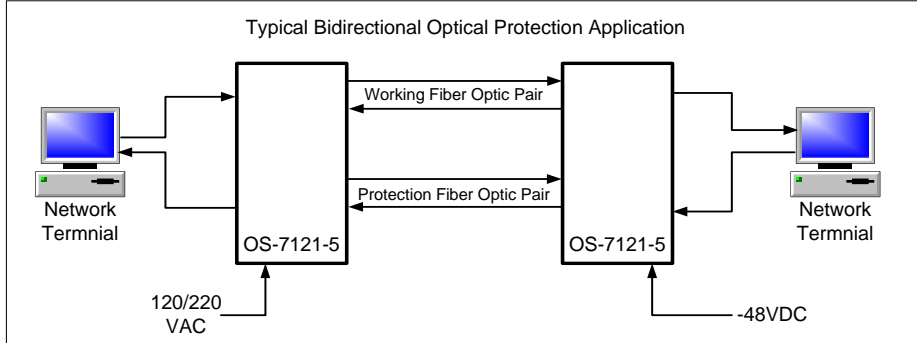 Typical Bidirectional Optical Protection Application
Working Fiber Optic Pair
Protection Fiber Optic Pair
Network
Termnial
OS-7121-5
OS-7121-5
Network
Termnial
120/220
VAC
-48VDC